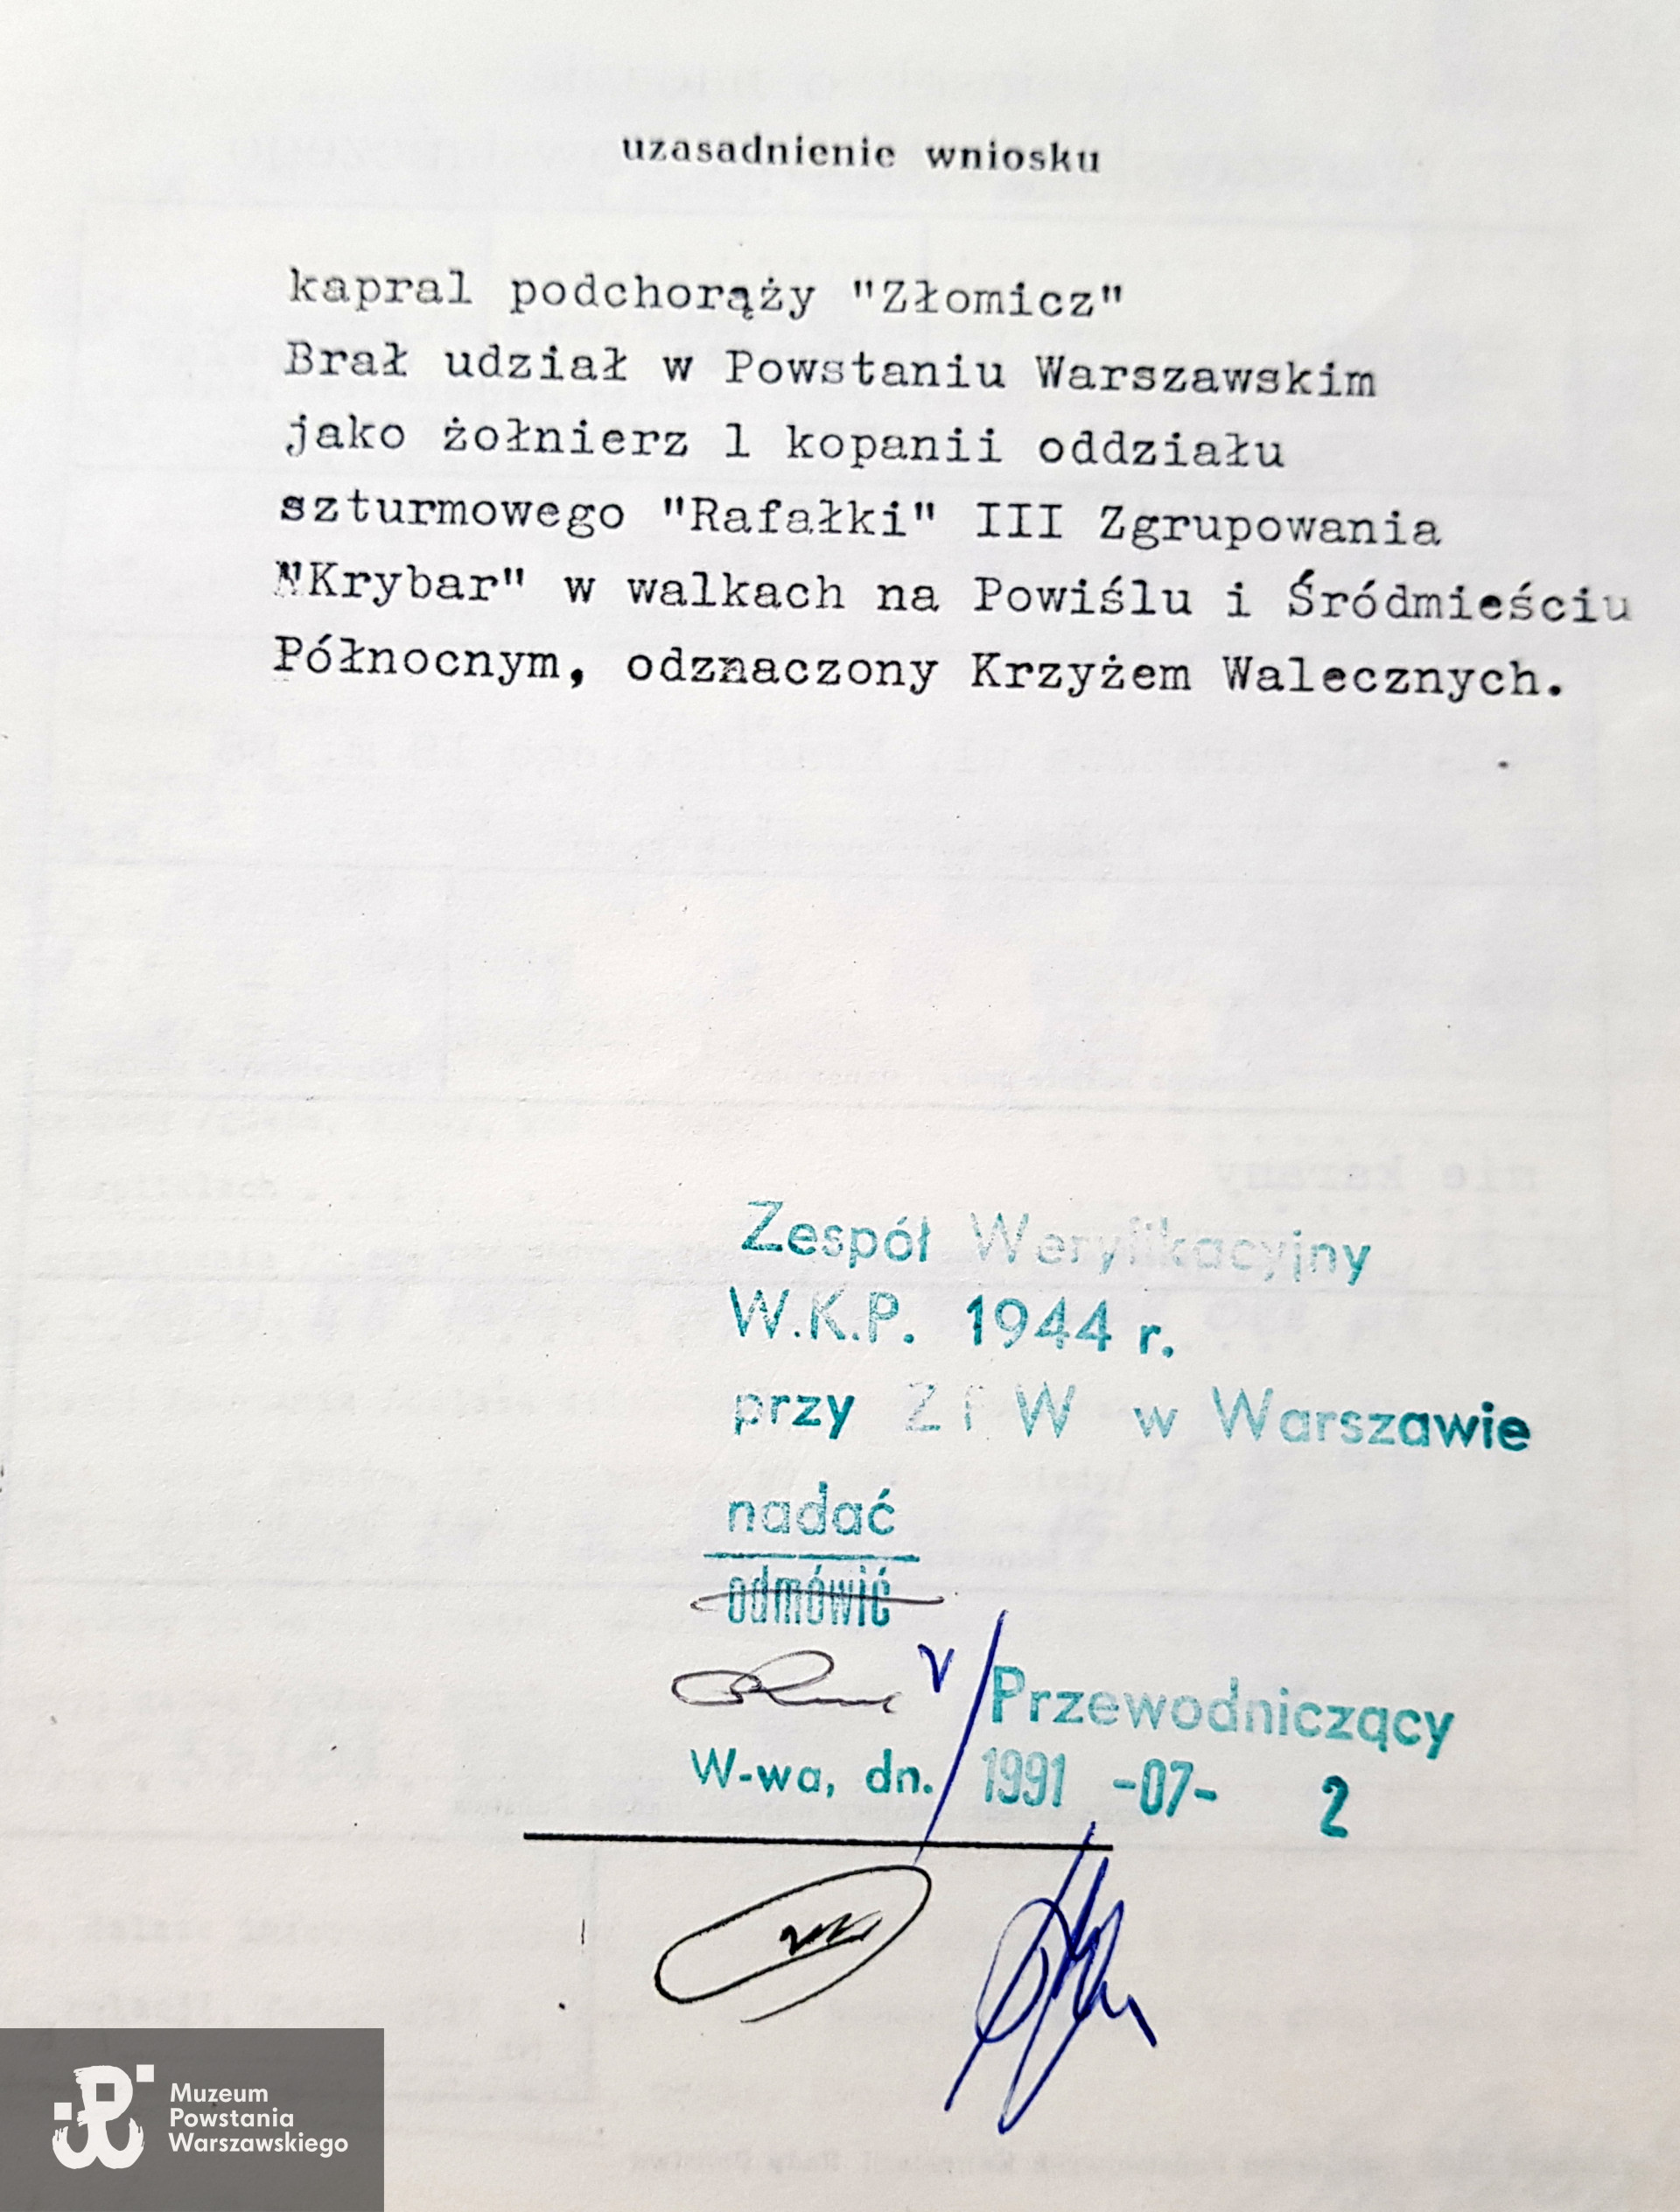 uzasadnienie wniosku
kapral podchorąży "Złomicz"
Brał udział w Powstaniu Warszawskim
jako żołnierz 1 kopanii oddziału
szturmowego "Rafałki" III Zgrupowania
"Krybar" w walkach na Powiślu i Śródmieściu
Północnym, odznaczony Krzyżem Walecznych.
Zespół Weryfikacyjny
W.K.P. 1944 r.
przy Z W w Warszawie
nadać
odmówić
Przewodniczący
W-wa, dn. 1991 -07- 2
Muzeum
Powstania
Warszawskiego